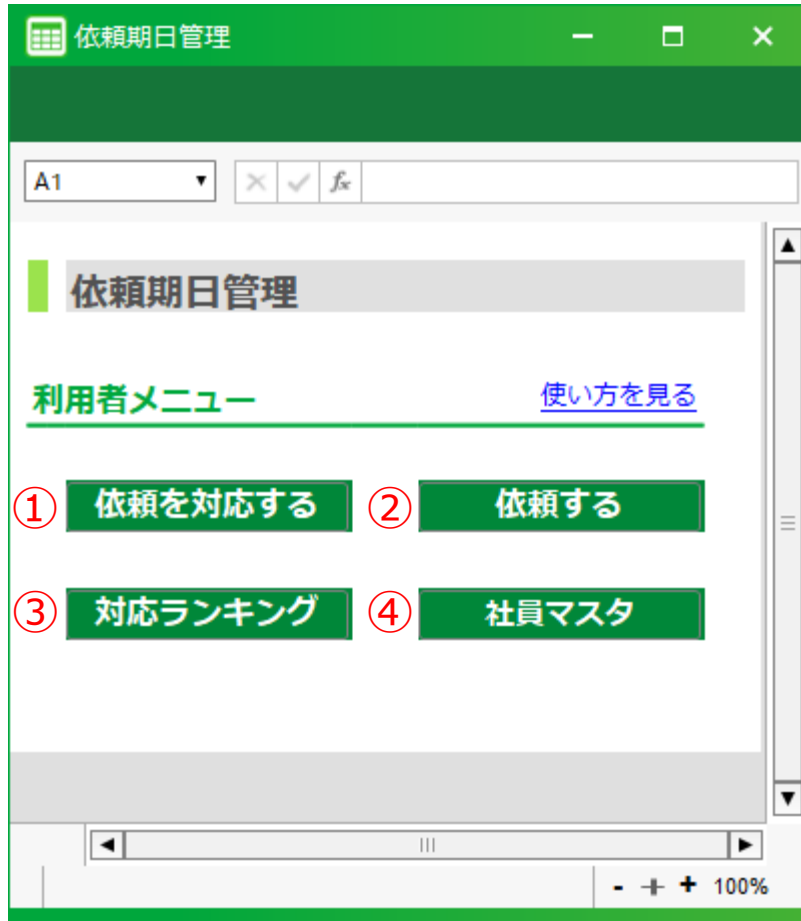 依頼期日管理
A1
fx
依頼期日管理
利用者メニュー 使い方を見る
① 依頼を対応する ② 依頼する
③ 対応ランキング ④ 社員マスタ
- + 100%